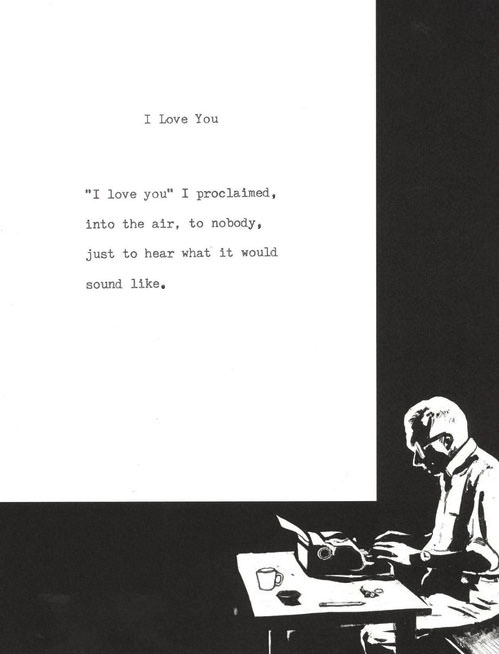 I Love You
"I love you" I proclaimed,
into the air, to nobody,
just to hear what it would
sound like.